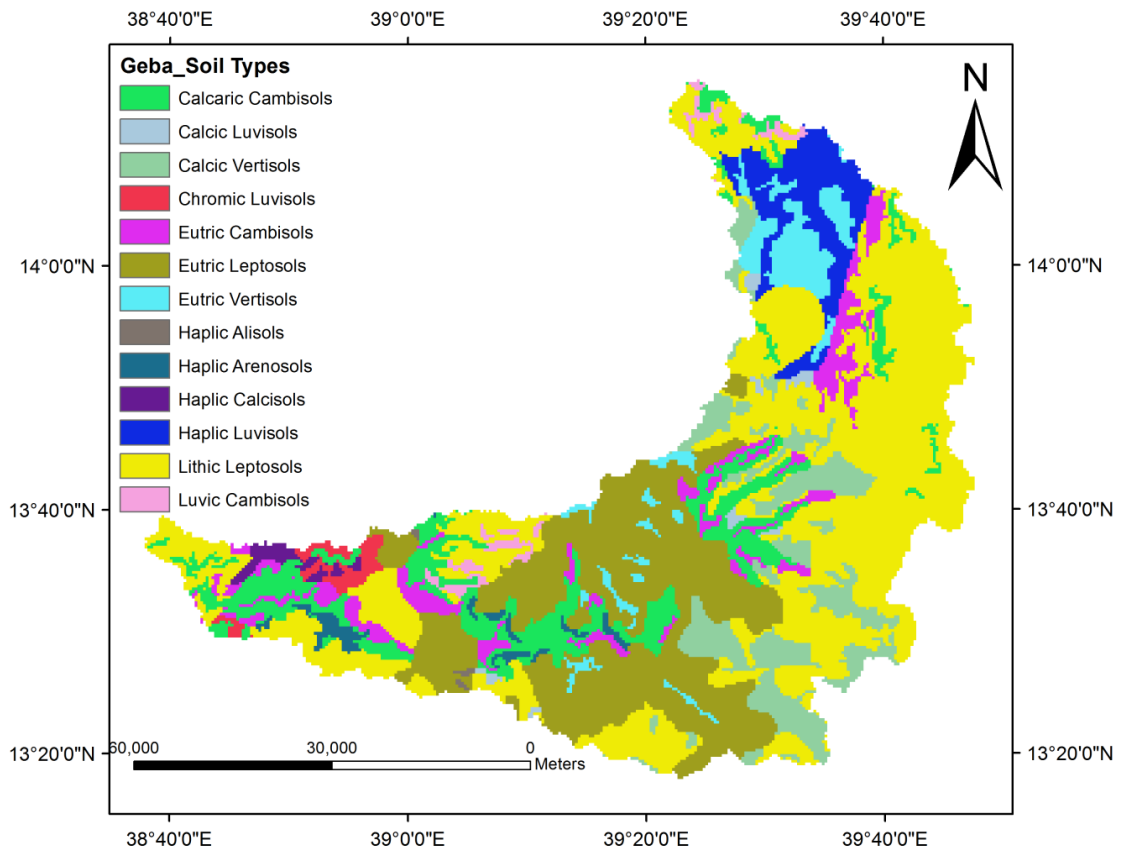 38°40'0"E 39°0'0"E 39°20'0"E 39°40'0"E
Geba_Soil Types
Calcaric Cambisols
Calcic Luvisols
Calcic Vertisols
Chromic Luvisols
Eutric Cambisols
Eutric Leptosols
Eutric Vertisols
Haplic Alisols
Haplic Arenosols
Haplic Calcisols
Haplic Luvisols
Lithic Leptosols
Luvic Cambisols
N
14°0'0"N 14°0'0"N
13°40'0"N 13°40'0"N
13°20'0"N 13°20'0"N
60,000 30,000 0
Meters
38°40'0"E 39°0'0"E 39°20'0"E 39°40'0"E